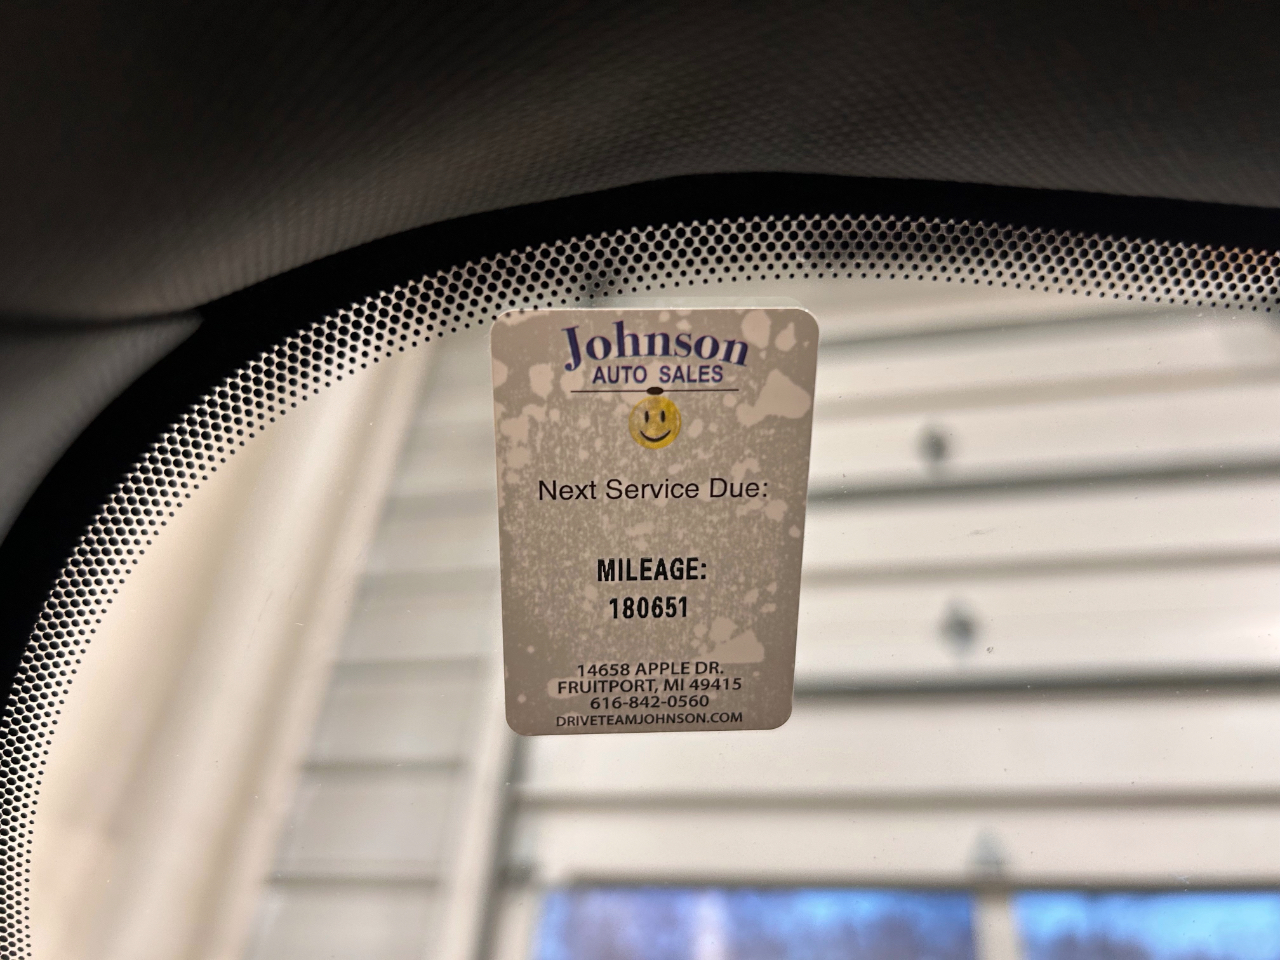 Johnson
AUTO SALES
Next Service Due:
MILEAGE:
180651
14658 APPLE DR.
FRUITPORT, MI 49415
616-842-0560
DRIVETEAMJOHNSON.COM